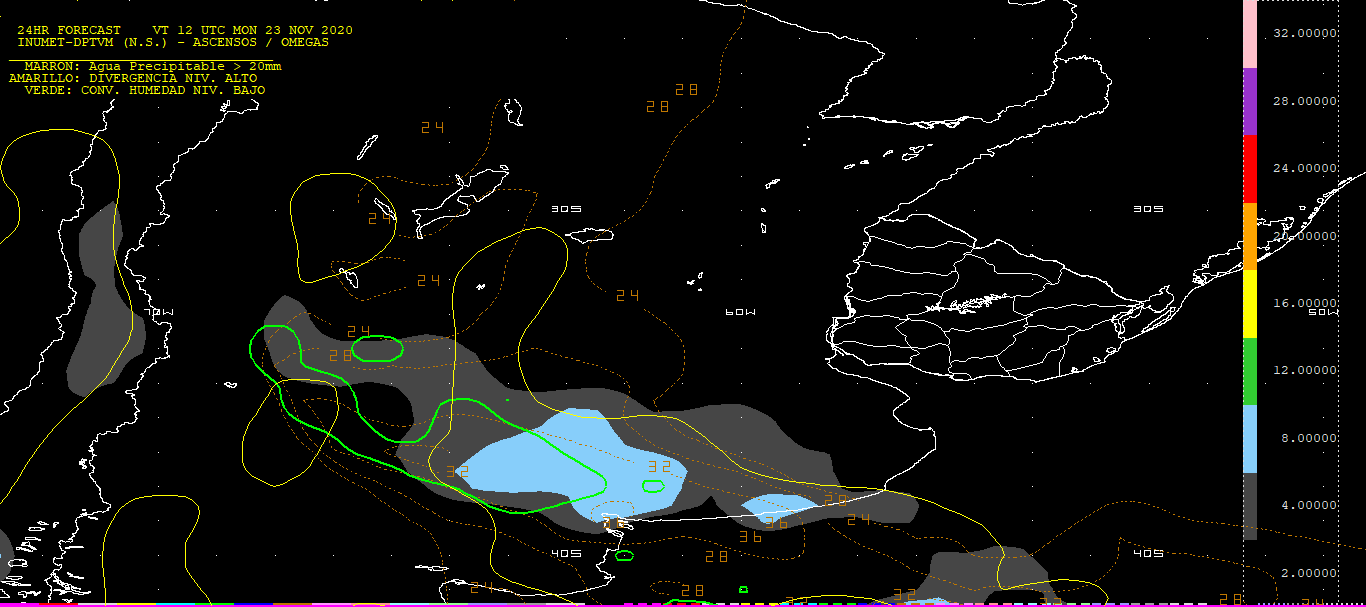 24HR FORECAST    VT 12 UTC MON 23 NOV 2020
INUMET-DPTVM (N.S.) - ASCENSOS / OMEGAS
MARRON: Agua Precipitable > 20mm
AMARILLO: DIVERGENCIA NIV. ALTO
VERDE: CONV. HUMEDAD NIV. BAJO
32.00000
28
28.00000
28
24
24.00000
30S
30S
24
20.00000
24
24
16.00000
70W
60W
50W
24
28
12.00000
8.00000
32
32
28
4.00000
24
36
36
40S
28
40S
2.00000
24
28
32
28
24